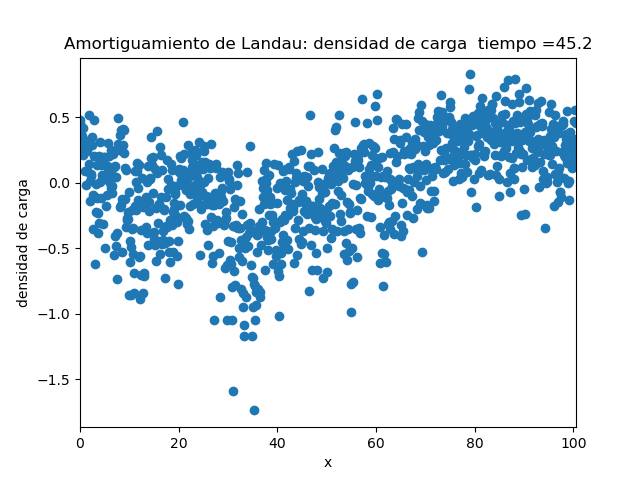 Amortiguamiento de Landau: densidad de carga  tiempo =45.2
densidad de carga
0.5
0.0
−0.5
−1.0
−1.5
0 20 40 60 80 100
x